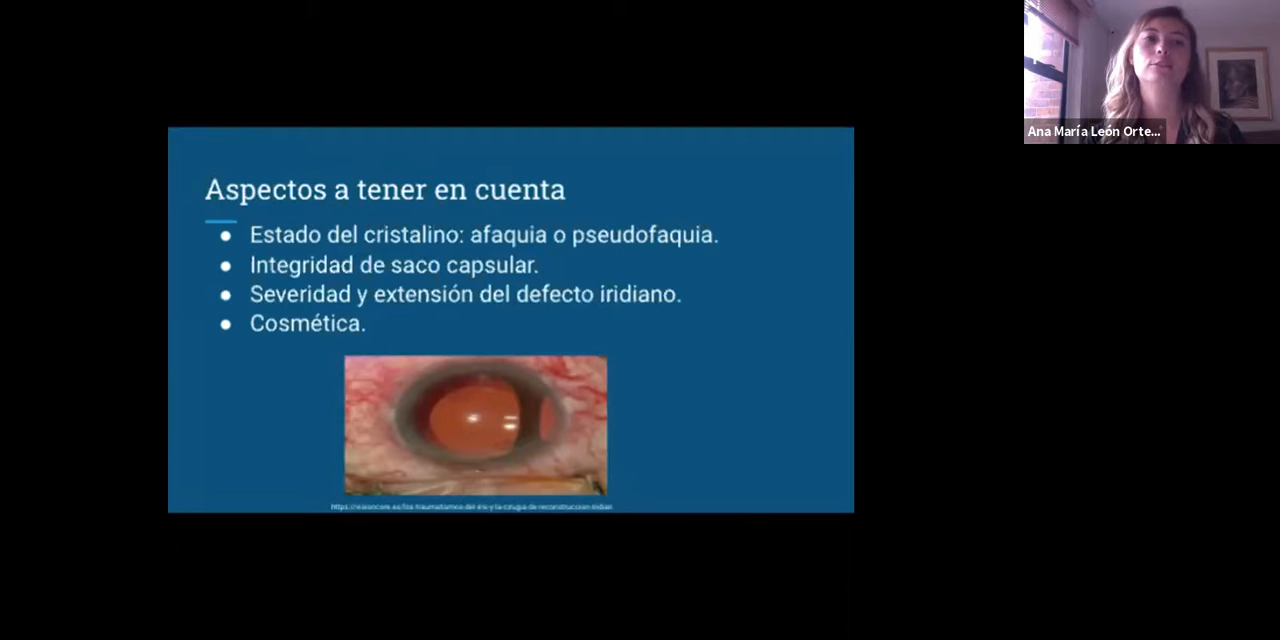 Ana María León Orte...
Aspectos a tener en cuenta
● Estado del cristalino: afaquia o pseudofaquia.
● Integridad de saco capsular.
● Severidad y extensión del defecto iridiano.
● Cosmética.